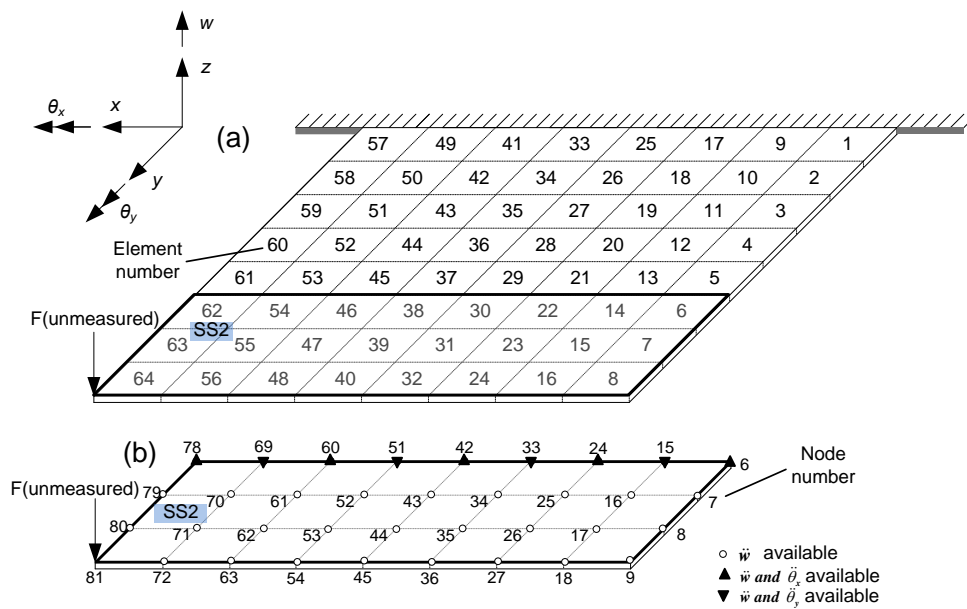 w
z
θx x
y
θy
(a)
57 49 41 33 25 17 9 1
58 50 42 34 26 18 10 2
59 51 43 35 27 19 11 3
Element number
60 52 44 36 28 20 12 4
61 53 45 37 29 21 13 5
F(unmeasured)
62 54 46 38 30 22 14 6
SS2
63 55 47 39 31 23 15 7
64 56 48 40 32 24 16 8
(b)
78 69 60 51 42 33 24 15 6
Node number
F(unmeasured)
79 70 61 52 43 34 25 16 7
SS2
80 71 62 53 44 35 26 17 8
81 72 63 54 45 36 27 18 9
ẅ available
ẅ and θ̈x available
ẅ and θ̈y available